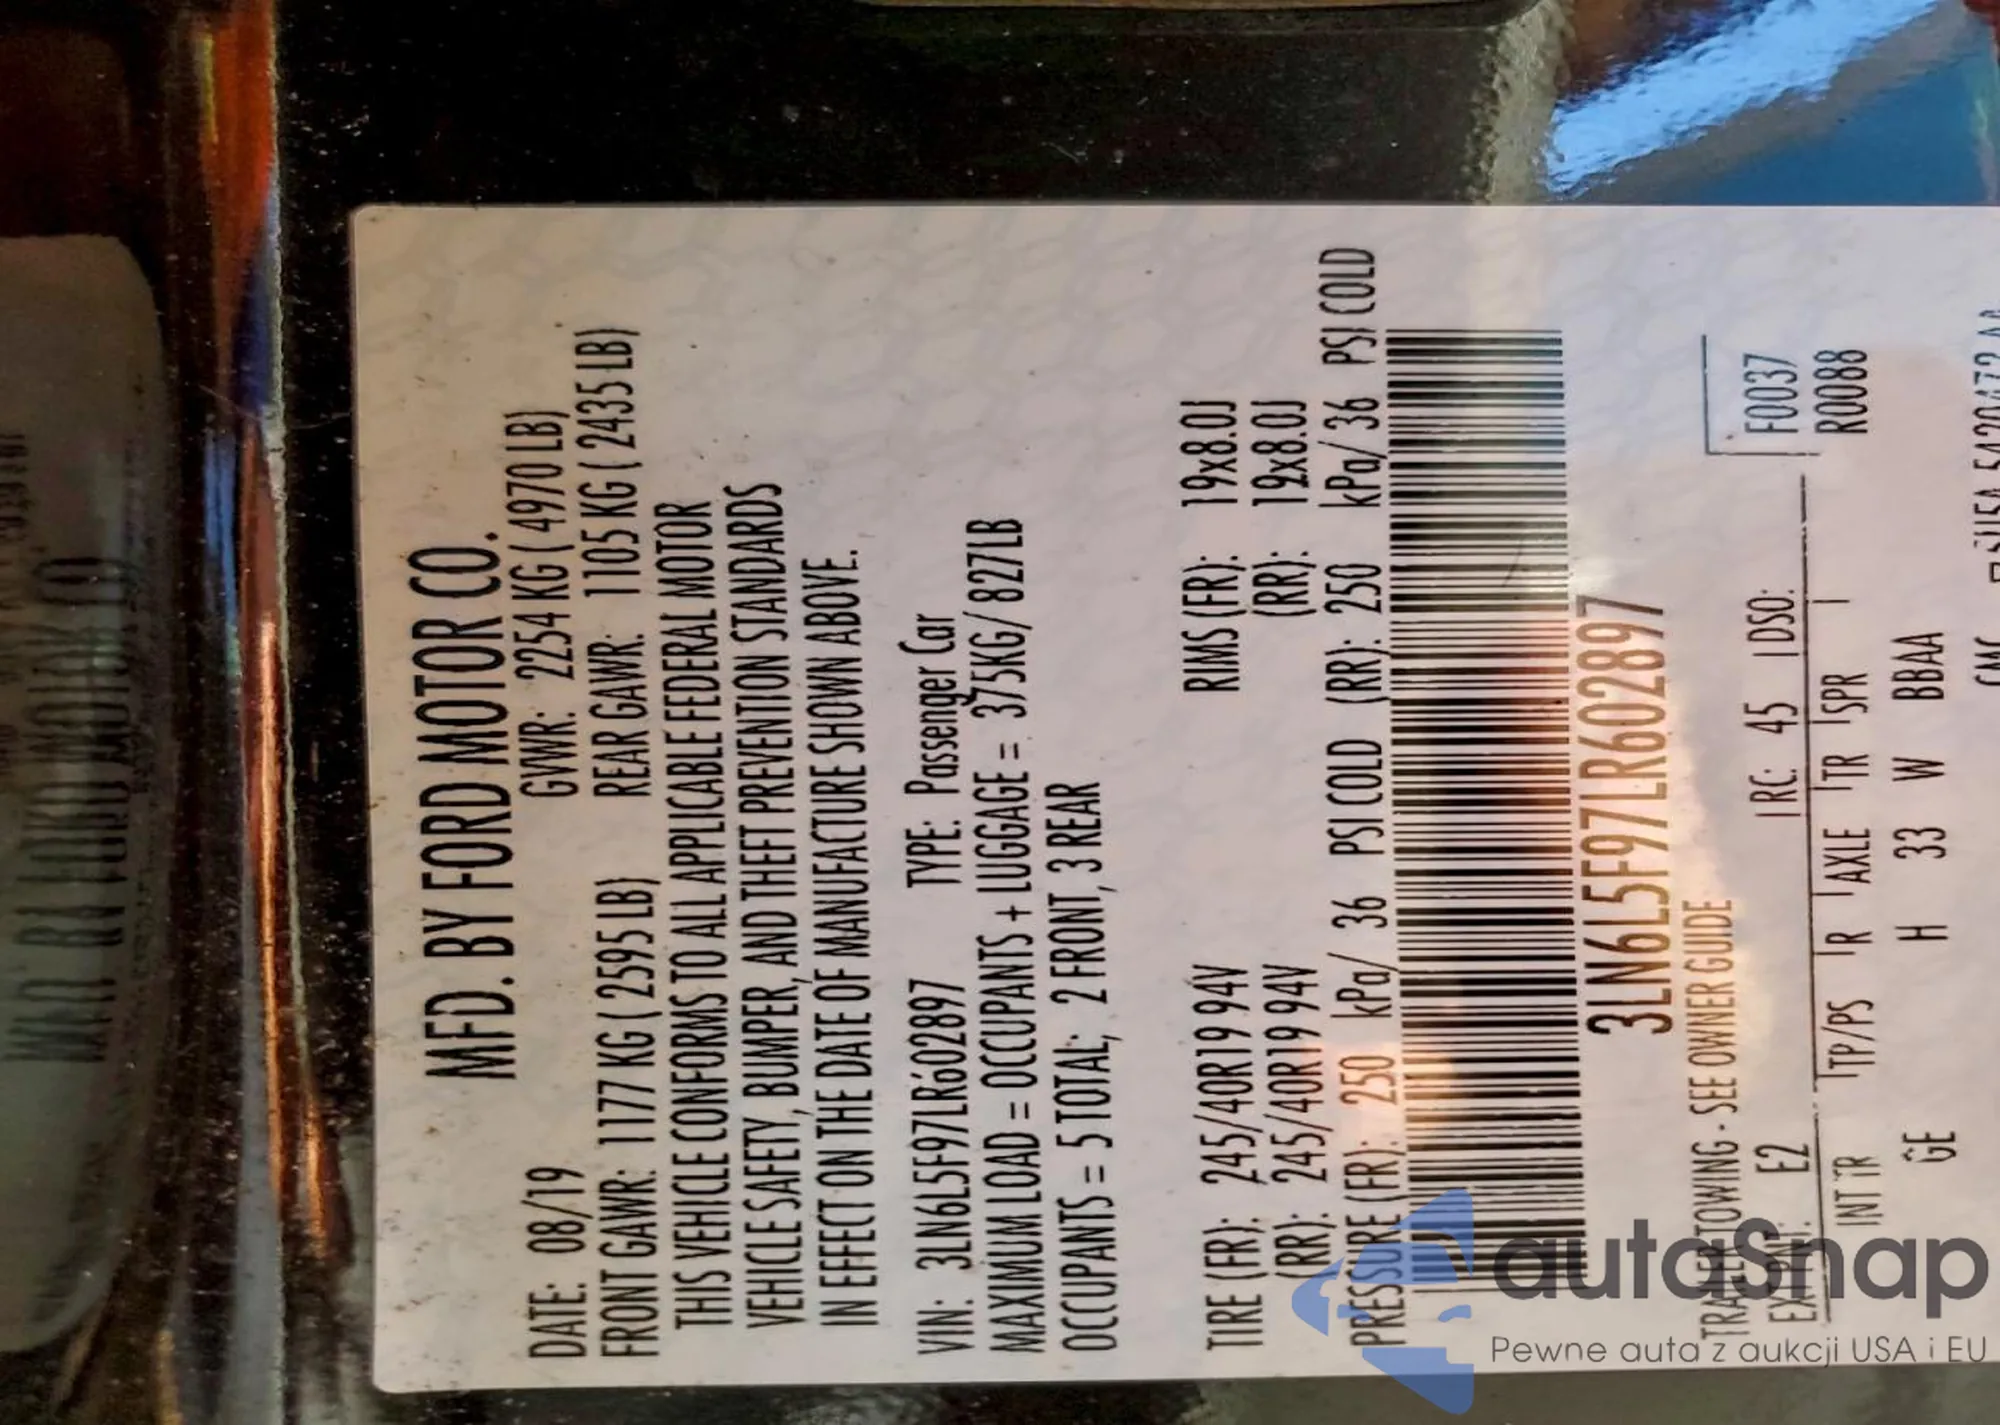 MFD. BY FORD MOTOR CO.
DATE: 08/19 GVWR: 2254 KG ( 4970 LB)
FRONT GAWR: 1177 KG ( 2595 LB) REAR GAWR: 1105 KG ( 2435 LB)
THIS VEHICLE CONFORMS TO ALL APPLICABLE FEDERAL MOTOR
VEHICLE SAFETY, BUMPER, AND THEFT PREVENTION STANDARDS
IN EFFECT ON THE DATE OF MANUFACTURE SHOWN ABOVE.
VIN: 3LN6L5F97LR602897 TYPE: Passenger Car
MAXIMUM LOAD = OCCUPANTS + LUGGAGE = 375KG/ 827LB
OCCUPANTS = 5 TOTAL; 2 FRONT, 3 REAR
TIRE (FR): 245/40R19 94V RIMS (FR): 19x8.0J
(RR): 245/40R19 94V (RR): 19x8.0J
PRESSURE (FR): 250 kPa/ 36 PSI COLD (RR): 250 kPa/ 36 PSI COLD
3LN6L5F97LR602897
TRAILER TOWING - SEE OWNER GUIDE
EXT PNT: E2 RC: 45 DSO:
F0037
R0088
INT TR TP/PS R AXLE TR SPR
GE H 33 W BBAA
autaSnap
Pewne auta z aukcji USA i EU